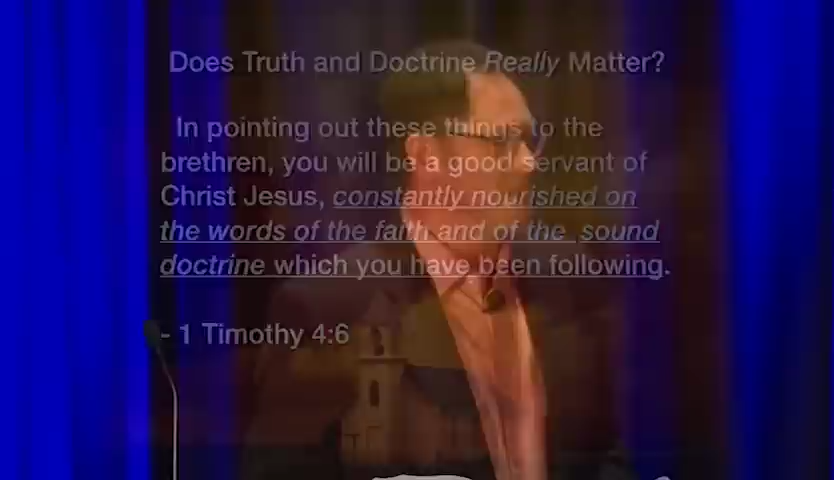 Does Truth and Doctrine Really Matter?
In pointing out these things to the
brethren, you will be a good servant of
Christ Jesus, constantly nourished on
the words of the faith and of the sound
doctrine which you have been following.
- 1 Timothy 4:6